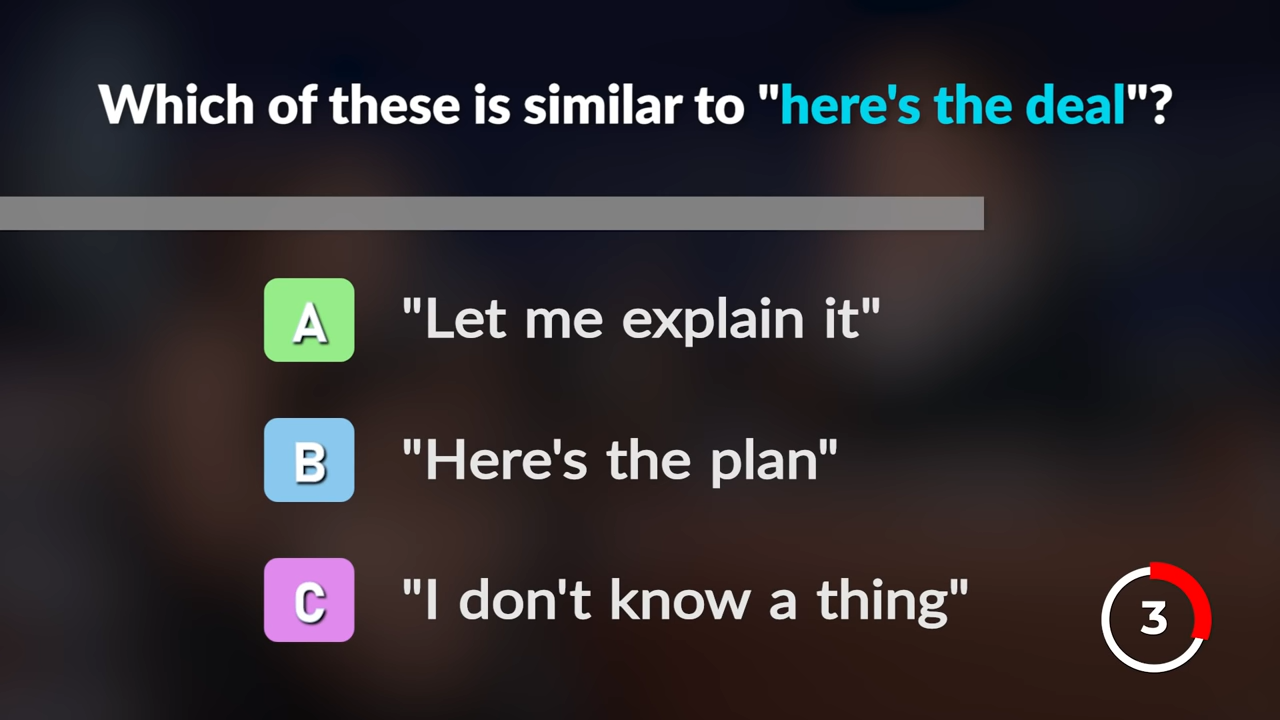 Which of these is similar to "here's the deal"?
A "Let me explain it"
B "Here's the plan"
C "I don't know a thing"
3